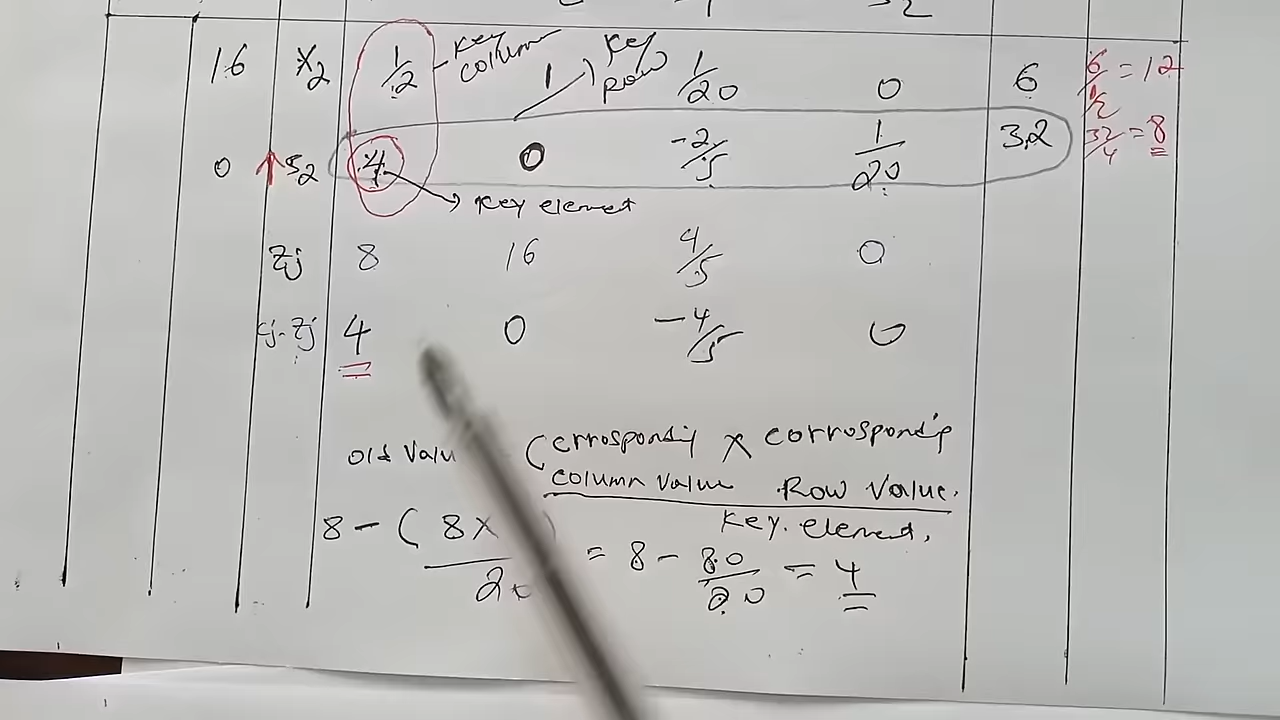 16 X2 1/2 1 1/20 0 6 6/1/2 = 12
Key column
Key row
0 S2 4 0 -2/5 1/20 32 32/4 = 8
Key element
Zj 8 16 4/5 0
cj-Zj 4 0 -4/5 0
old Valu ( X
column value Row Value.
Key. element.
8 - ( 8 X ) = 8 - 80/20 = 4